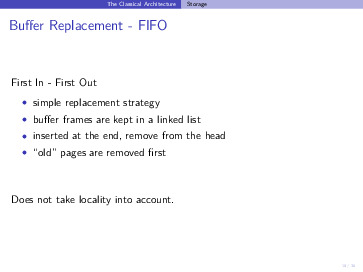 The Classical Architecture Storage
Buffer Replacement - FIFO
First In - First Out
• simple replacement strategy
• buffer frames are kept in a linked list
• inserted at the end, remove from the head
• “old” pages are removed first
Does not take locality into account.